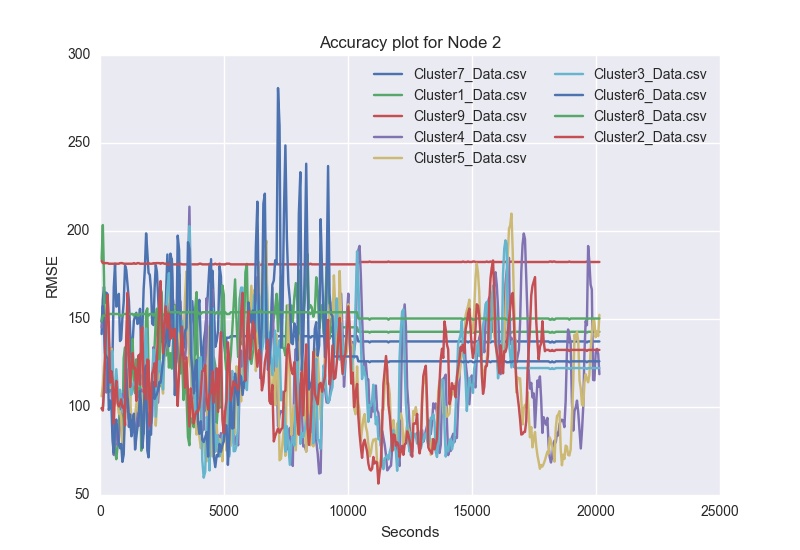 Accuracy plot for Node 2
300
250
200
150
100
50
RMSE
Cluster7_Data.csv
Cluster1_Data.csv
Cluster9_Data.csv
Cluster4_Data.csv
Cluster5_Data.csv
Cluster3_Data.csv
Cluster6_Data.csv
Cluster8_Data.csv
Cluster2_Data.csv
0
5000
10000
15000
20000
25000
Seconds